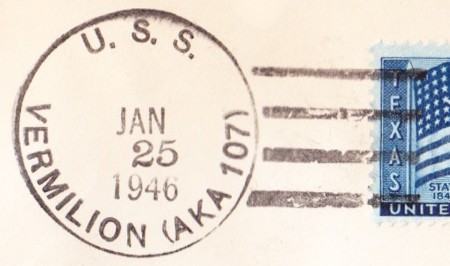 U. S. S.
VERMILION (AKA 107)
JAN
25
1946
TEXAS
STAT
184
UNITE